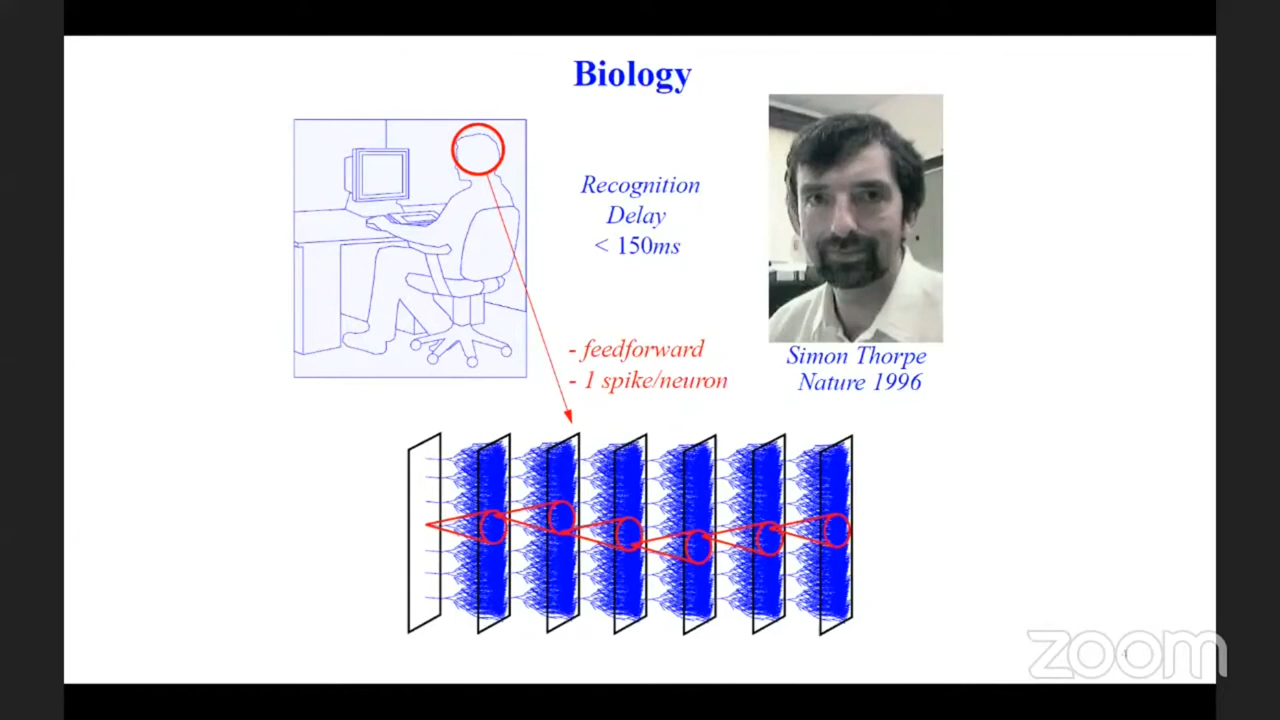 Biology
Recognition
Delay
< 150ms
- feedforward
- 1 spike/neuron
Simon Thorpe
Nature 1996
zoom